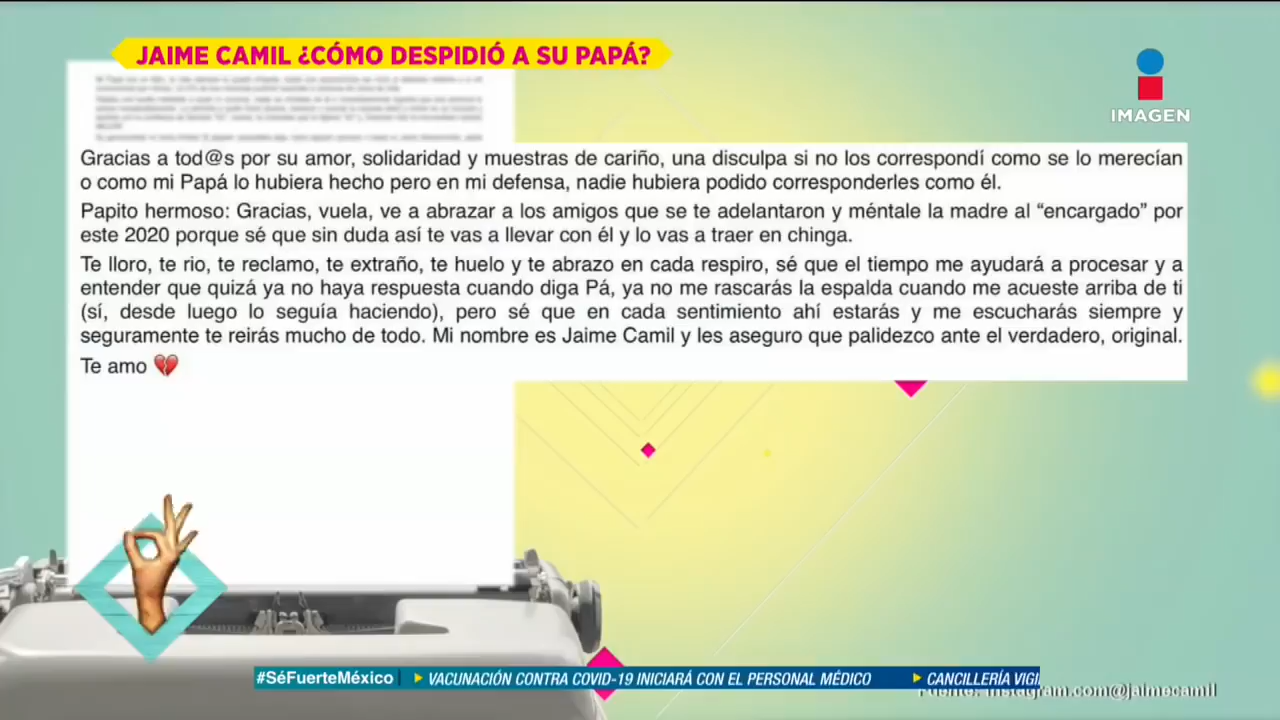 JAIME CAMIL ¿CÓMO DESPIDIÓ A SU PAPÁ?
IMAGEN
Gracias a tod@s por su amor, solidaridad y muestras de cariño, una disculpa si no los correspondí como se lo merecían
o como mi Papá lo hubiera hecho pero en mi defensa, nadie hubiera podido corresponderles como él.
Papito hermoso: Gracias, vuela, ve a abrazar a los amigos que se te adelantaron y méntale la madre al “encargado” por
este 2020 porque sé que sin duda así te vas a llevar con él y lo vas a traer en chinga.
Te lloro, te rio, te reclamo, te extraño, te huelo y te abrazo en cada respiro, sé que el tiempo me ayudará a procesar y a
entender que quizá ya no haya respuesta cuando diga Pá, ya no me rascarás la espalda cuando me acueste arriba de ti
(sí, desde luego lo seguía haciendo), pero sé que en cada sentimiento ahí estarás y me escucharás siempre y
seguramente te reirás mucho de todo. Mi nombre es Jaime Camil y les aseguro que palidezco ante el verdadero, original.
Te amo 💔
#SéFuerteMéxico VACUNACIÓN CONTRA COVID-19 INICIARÁ CON EL PERSONAL MÉDICO CANCILLERÍA VIGI
Fuente: Instagram.com@jaimecamil